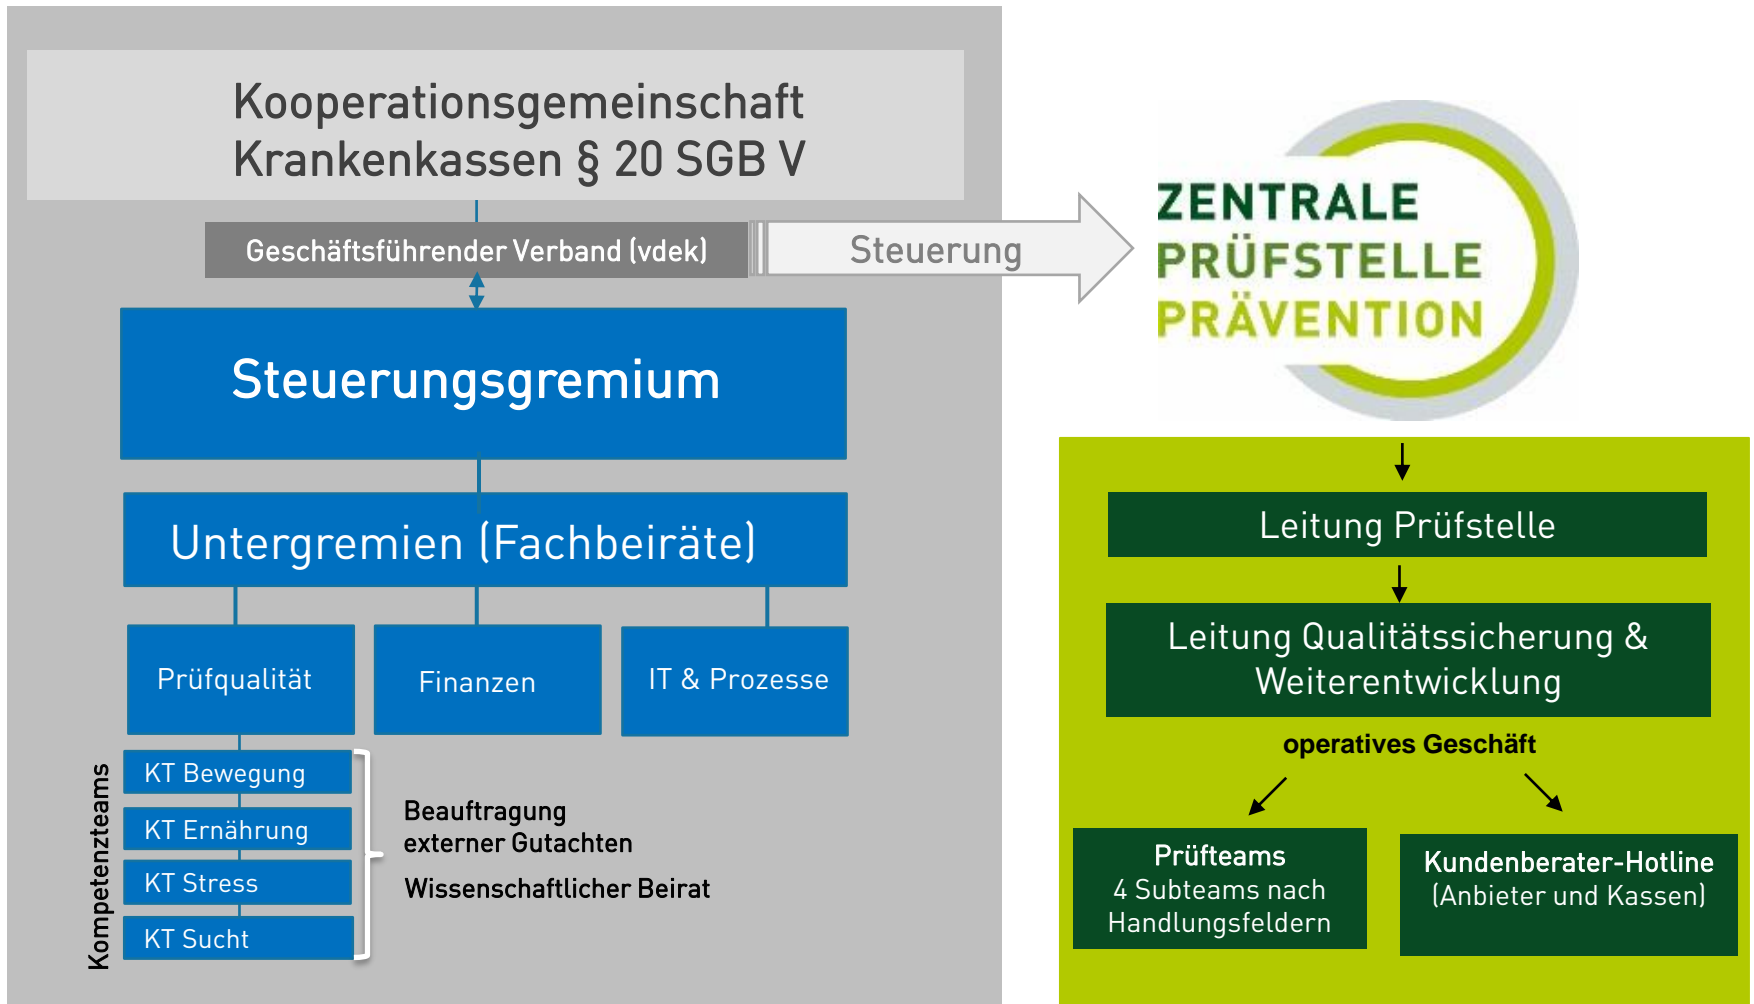 Kooperationsgemeinschaft
Krankenkassen § 20 SGB V
Geschäftsführender Verband (vdek)
Steuerung
ZENTRALE
PRÜFSTELLE
PRÄVENTION
Steuerungsgremium
Untergremien (Fachbeiräte)
Prüfqualität
Finanzen
IT & Prozesse
Kompetenzteams
KT Bewegung
KT Ernährung
KT Stress
KT Sucht
Beauftragung
externer Gutachten
Wissenschaftlicher Beirat
Leitung Prüfstelle
Leitung Qualitätssicherung &
Weiterentwicklung
operatives Geschäft
Prüfteams
4 Subteams nach
Handlungsfeldern
Kundenberater-Hotline
(Anbieter und Kassen)